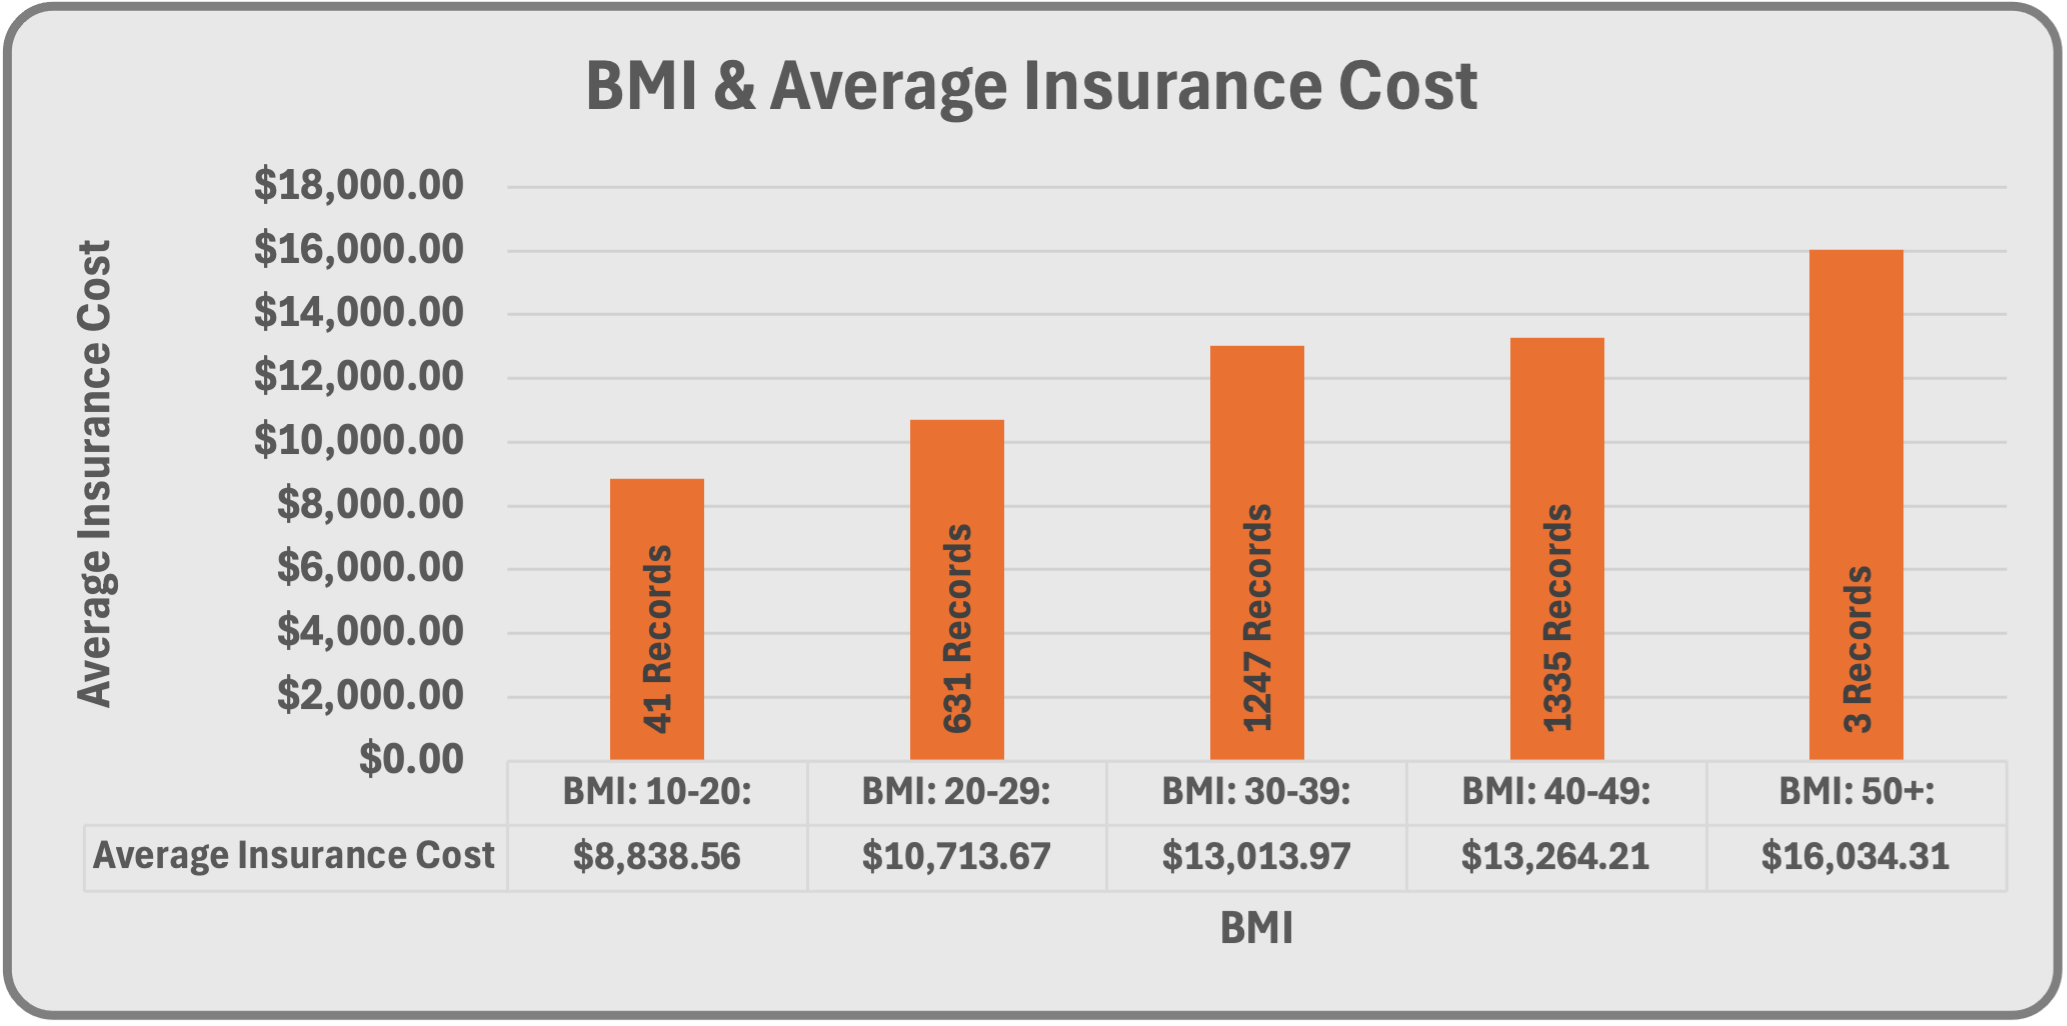 BMI & Average Insurance Cost
Average Insurance Cost
$18,000.00
$16,000.00
$14,000.00
$12,000.00
$10,000.00
$8,000.00
$6,000.00
$4,000.00
$2,000.00
$0.00
41 Records
631 Records
1247 Records
1335 Records
3 Records
BMI: 10-20: BMI: 20-29: BMI: 30-39: BMI: 40-49: BMI: 50+:
Average Insurance Cost $8,838.56 $10,713.67 $13,013.97 $13,264.21 $16,034.31
BMI